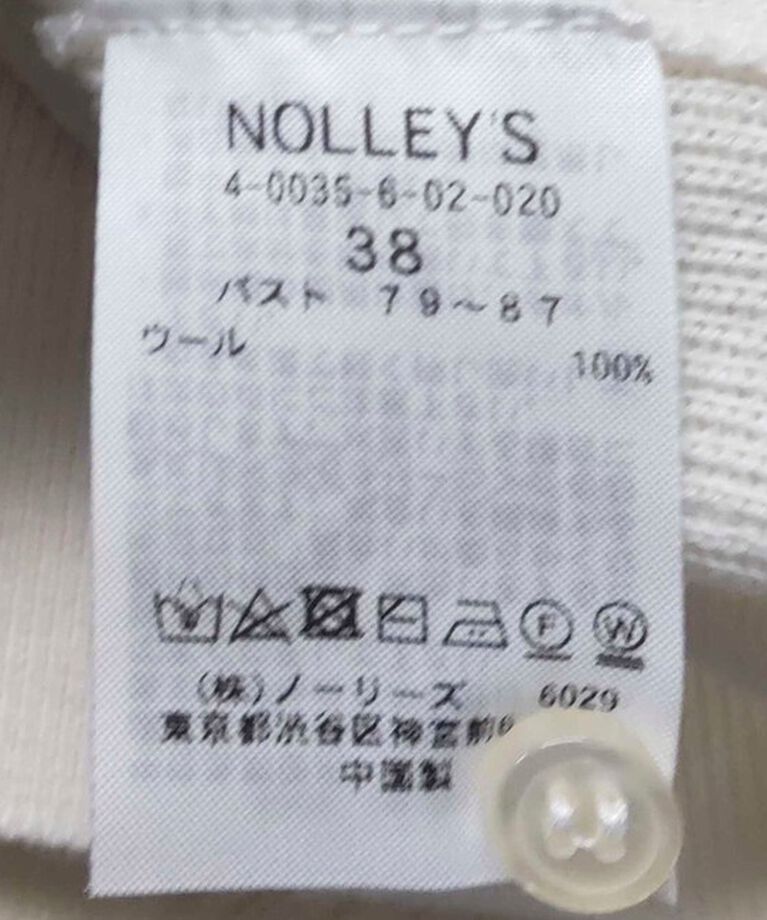 NOLLEY'S
4-0035-6-02-020
38
バスト 79〜87
ウール 100%
F W
(株)ノーリーズ 6029
東京都渋谷区神宮前6
中国製